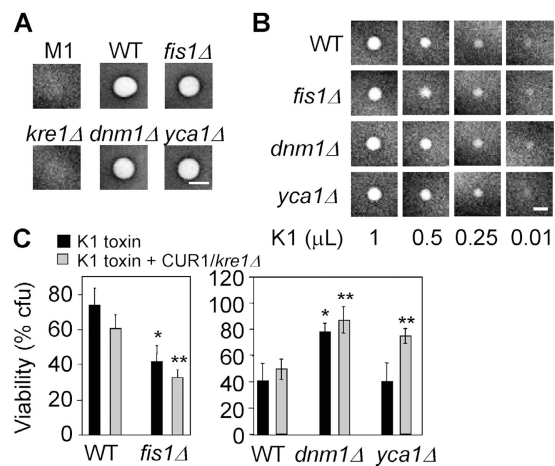 A
M1 WT fis1Δ
kre1Δ dnm1Δ yca1Δ
B
WT
fis1Δ
dnm1Δ
yca1Δ
K1 (μL) 1 0.5 0.25 0.01
C
K1 toxin
K1 toxin + CUR1/kre1Δ
Viability (% cfu)
80
60
40
20
0
* **
WT fis1Δ
120
100
80
60
40
20
0
* ** **
WT dnm1Δ yca1Δ